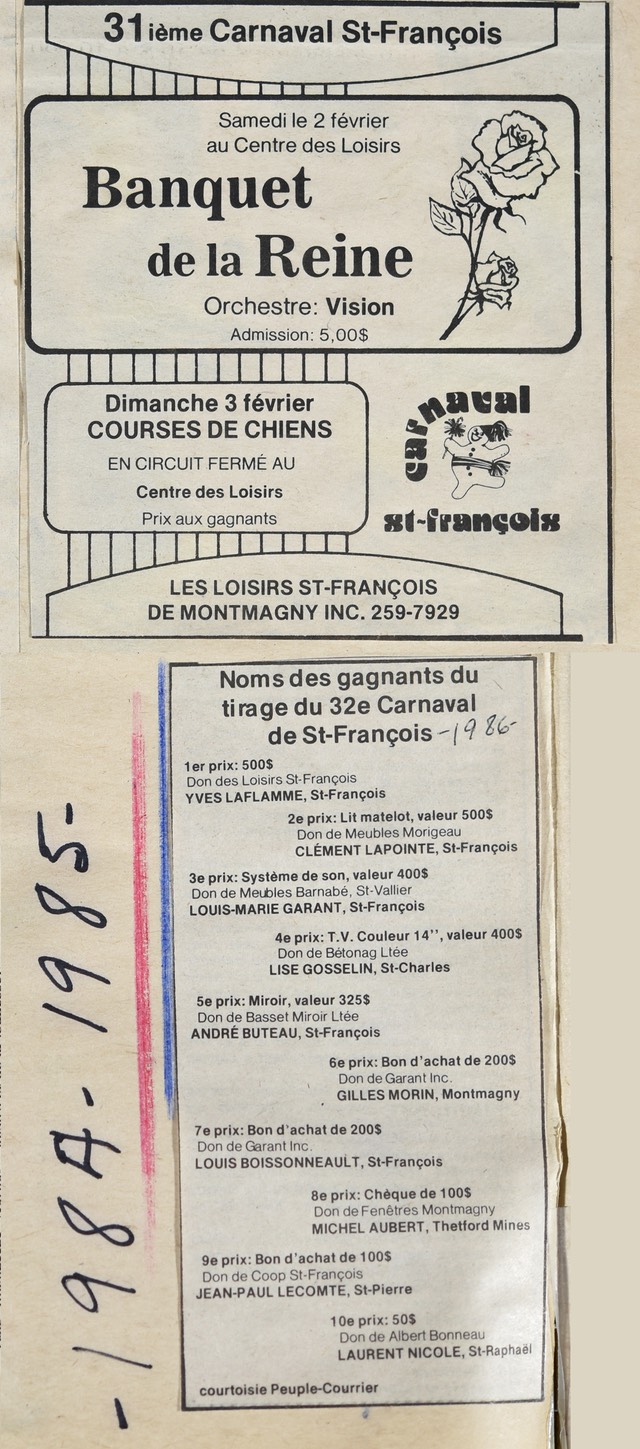 31ième Carnaval St-François
Samedi le 2 février
au Centre des Loisirs
Banquet
de la Reine
Orchestre: Vision
Admission: 5,00$
Dimanche 3 février
COURSES DE CHIENS
EN CIRCUIT FERMÉ AU
Centre des Loisirs
Prix aux gagnants
carnaval
st-françois
LES LOISIRS ST-FRANÇOIS
DE MONTMAGNY INC. 259-7929
Noms des gagnants du
tirage du 32e Carnaval
de St-François -1986-
1er prix: 500$
Don des Loisirs St-François
YVES LAFLAMME, St-François
2e prix: Lit matelot, valeur 500$
Don de Meubles Morigeau
CLÉMENT LAPOINTE, St-François
3e prix: Système de son, valeur 400$
Don de Meubles Barnabé, St-Vallier
LOUIS-MARIE GARANT, St-François
4e prix: T.V. Couleur 14'', valeur 400$
Don de Bétonag Ltée
LISE GOSSELIN, St-Charles
5e prix: Miroir, valeur 325$
Don de Basset Miroir Ltée
ANDRÉ BUTEAU, St-François
6e prix: Bon d'achat de 200$
Don de Garant Inc.
GILLES MORIN, Montmagny
7e prix: Bon d'achat de 200$
Don de Garant Inc.
LOUIS BOISSONNEAULT, St-François
8e prix: Chèque de 100$
Don de Fenêtres Montmagny
MICHEL AUBERT, Thetford Mines
9e prix: Bon d'achat de 100$
Don de Coop St-François
JEAN-PAUL LECOMTE, St-Pierre
10e prix: 50$
Don de Albert Bonneau
LAURENT NICOLE, St-Raphaël
courtoisie Peuple-Courrier
-1984- 1985-